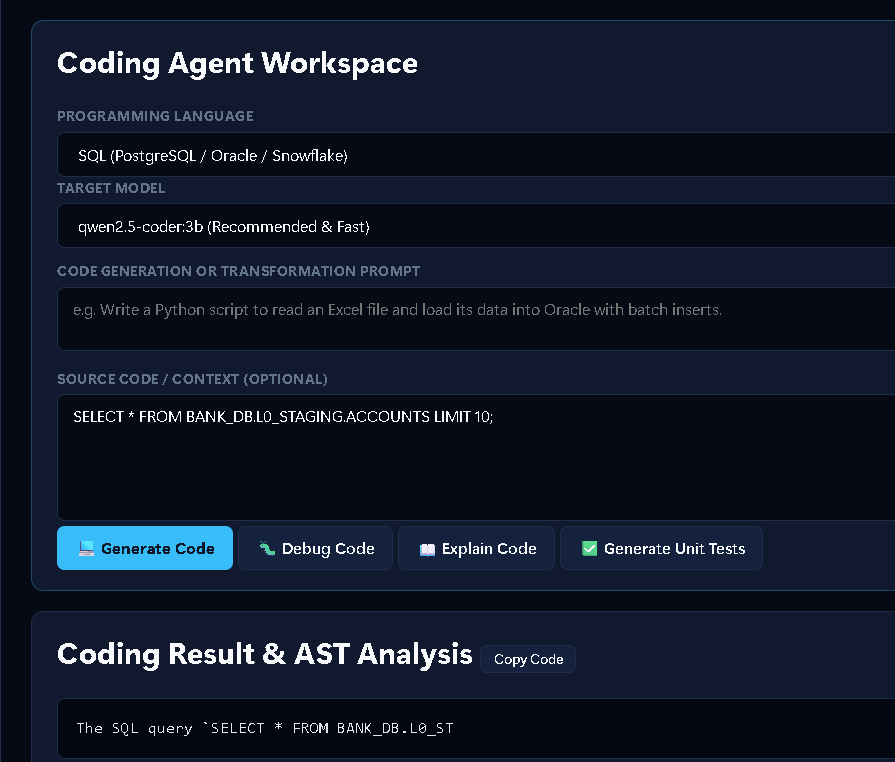 Coding Agent Workspace
PROGRAMMING LANGUAGE
SQL (PostgreSQL / Oracle / Snowflake)
TARGET MODEL
qwen2.5-coder:3b (Recommended & Fast)
CODE GENERATION OR TRANSFORMATION PROMPT
e.g. Write a Python script to read an Excel file and load its data into Oracle with batch inserts.
SOURCE CODE / CONTEXT (OPTIONAL)
SELECT * FROM BANK_DB.L0_STAGING.ACCOUNTS LIMIT 10;
Generate Code Debug Code Explain Code Generate Unit Tests
Coding Result & AST Analysis Copy Code
The SQL query `SELECT * FROM BANK_DB.L0_ST